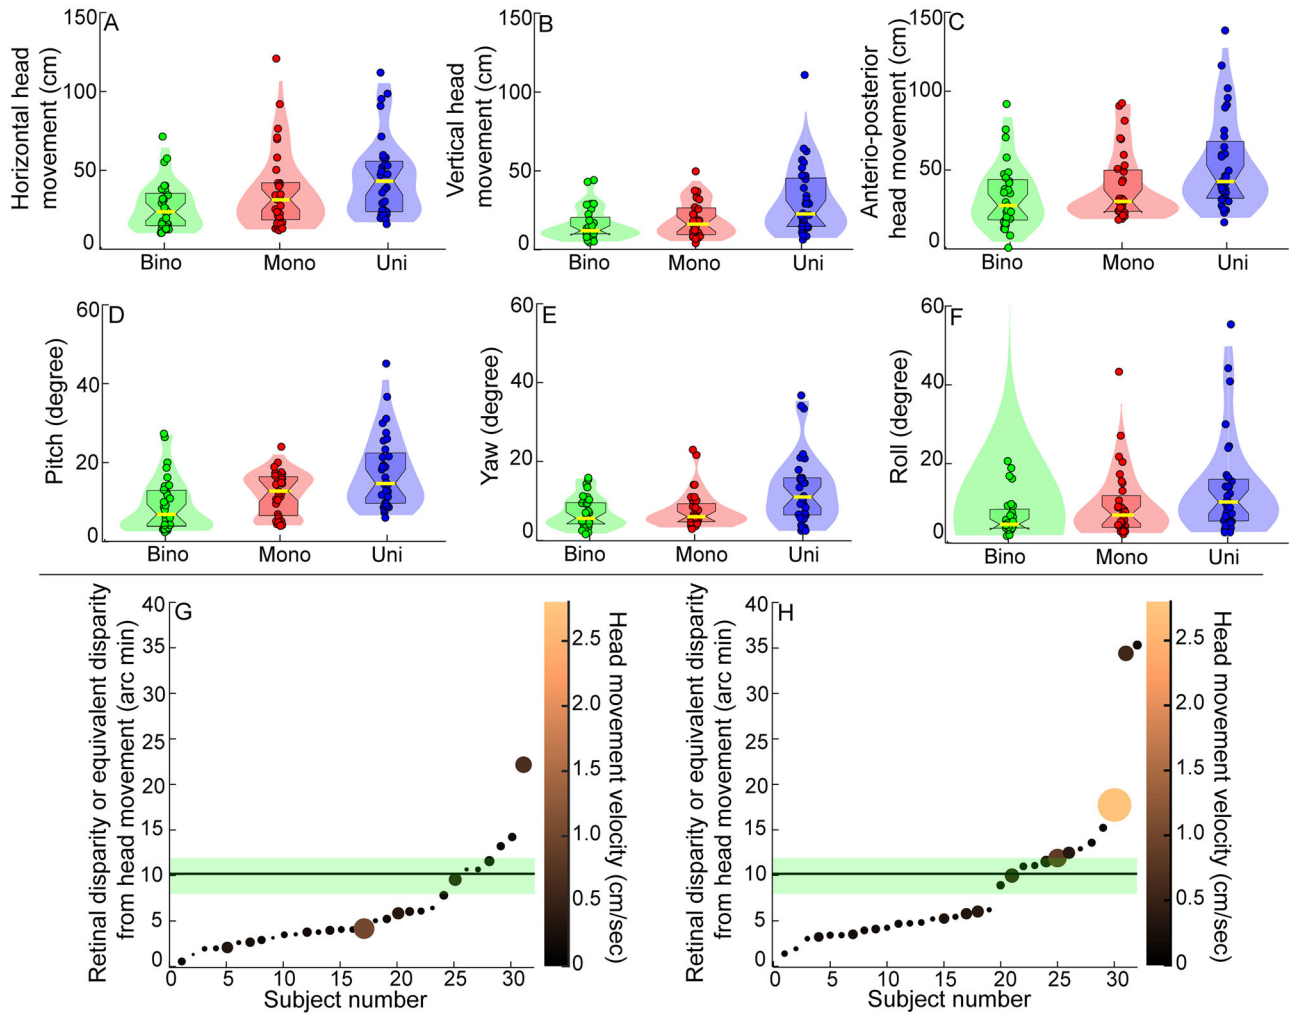 A
Horizontal head
movement (cm)
150
100
50
0
Bino
Mono
Uni
B
Vertical head
movement (cm)
150
100
50
0
Bino
Mono
Uni
C
Anterio-posterior
head movement (cm)
150
100
50
0
Bino
Mono
Uni
D
Pitch (degree)
60
40
20
0
Bino
Mono
Uni
E
Yaw (degree)
60
40
20
0
Bino
Mono
Uni
F
Roll (degree)
60
40
20
0
Bino
Mono
Uni
G
Retinal disparity or equivalent disparity
from head movement (arc min)
40
35
30
25
20
15
10
5
0
0
5
10
15
20
25
30
Subject number
2.5
2.0
1.5
1.0
0.5
0
Head movement velocity (cm/sec)
H
Retinal disparity or equivalent disparity
from head movement (arc min)
40
35
30
25
20
15
10
5
0
0
5
10
15
20
25
30
Subject number
2.5
2.0
1.5
1.0
0.5
0
Head movement velocity (cm/sec)